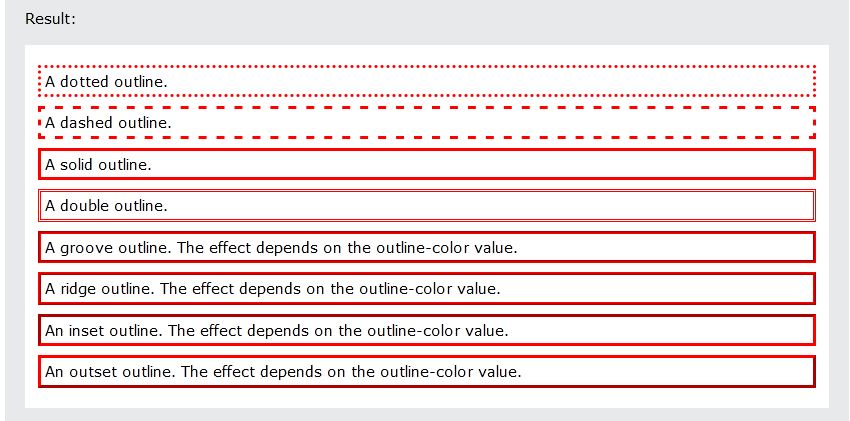 Result:
A dotted outline.
A dashed outline.
A solid outline.
A double outline.
A groove outline. The effect depends on the outline-color value.
A ridge outline. The effect depends on the outline-color value.
An inset outline. The effect depends on the outline-color value.
An outset outline. The effect depends on the outline-color value.